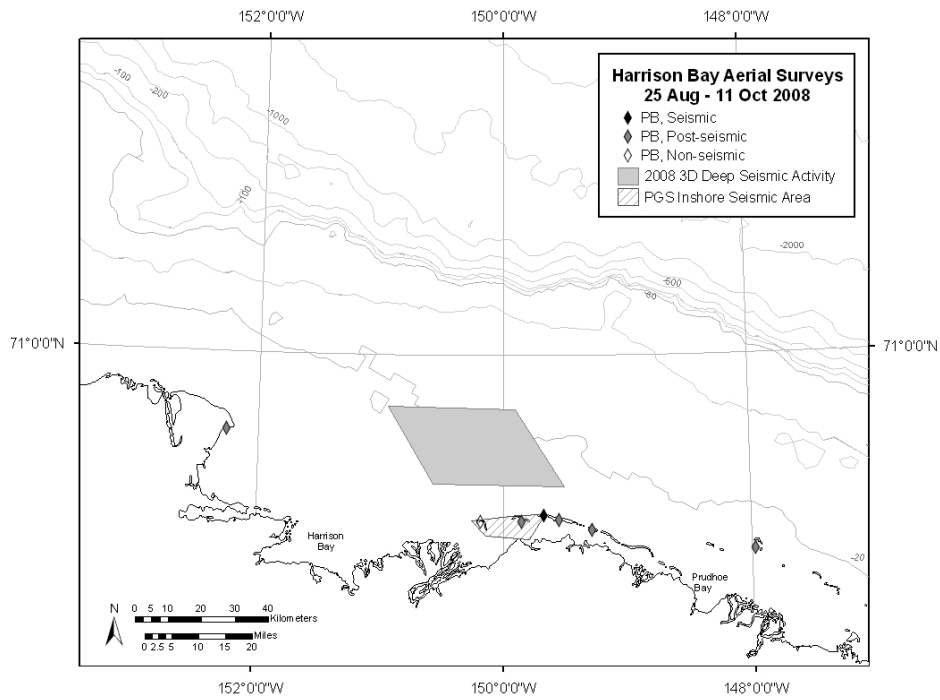 152°0'0"W 150°0'0"W 148°0'0"W
Harrison Bay Aerial Surveys
25 Aug - 11 Oct 2008
PB, Seismic
PB, Post-seismic
PB, Non-seismic
2008 3D Deep Seismic Activity
PGS Inshore Seismic Area
-100
-200
-1000
-100
-2000
-500
-80
71°0'0"N 71°0'0"N
Harrison
Bay
-20
Prudhoe
Bay
N
0 5 10 20 30 40
Kilometers
Miles
0 2.5 5 10 15 20
152°0'0"W 150°0'0"W 148°0'0"W